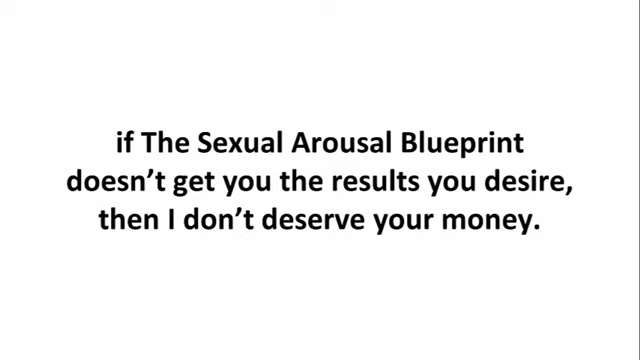 if The Sexual Arousal Blueprint
doesn’t get you the results you desire,
then I don’t deserve your money.